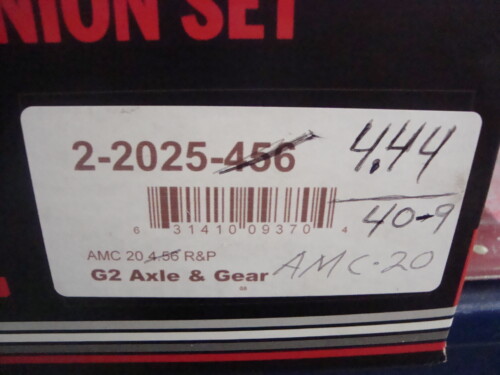 NION SET
2-2025-456 4.44
6 31410 09370 4
40-9
AMC 20 4.56 R&P
G2 Axle & Gear AMC-20